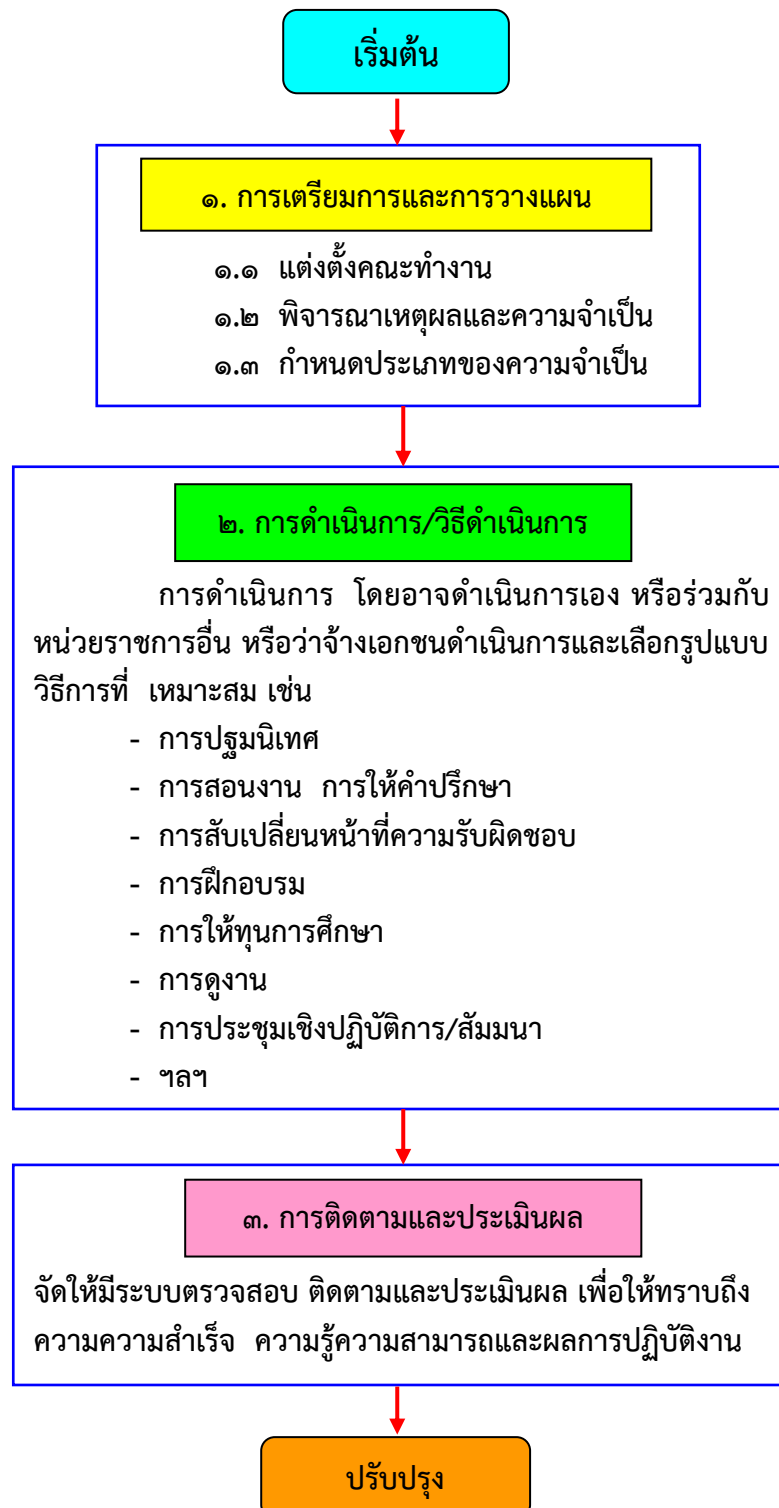 เริ่มต้น
๑. การเตรียมการและการวางแผน
๑.๑ แต่งตั้งคณะทำงาน
๑.๒ พิจารณาเหตุผลและความจำเป็น
๑.๓ กำหนดประเภทของความจำเป็น
๒. การดำเนินการ/วิธีดำเนินการ
การดำเนินการ โดยอาจดำเนินการเอง หรือร่วมกับ
หน่วยราชการอื่น หรือว่าจ้างเอกชนดำเนินการและเลือกรูปแบบ
วิธีการที่ เหมาะสม เช่น
- การปฐมนิเทศ
- การสอนงาน การให้คำปรึกษา
- การสับเปลี่ยนหน้าที่ความรับผิดชอบ
- การฝึกอบรม
- การให้ทุนการศึกษา
- การดูงาน
- การประชุมเชิงปฏิบัติการ/สัมมนา
- ฯลฯ
๓. การติดตามและประเมินผล
จัดให้มีระบบตรวจสอบ ติดตามและประเมินผล เพื่อให้ทราบถึง
ความความสำเร็จ ความรู้ความสามารถและผลการปฏิบัติงาน
ปรับปรุง